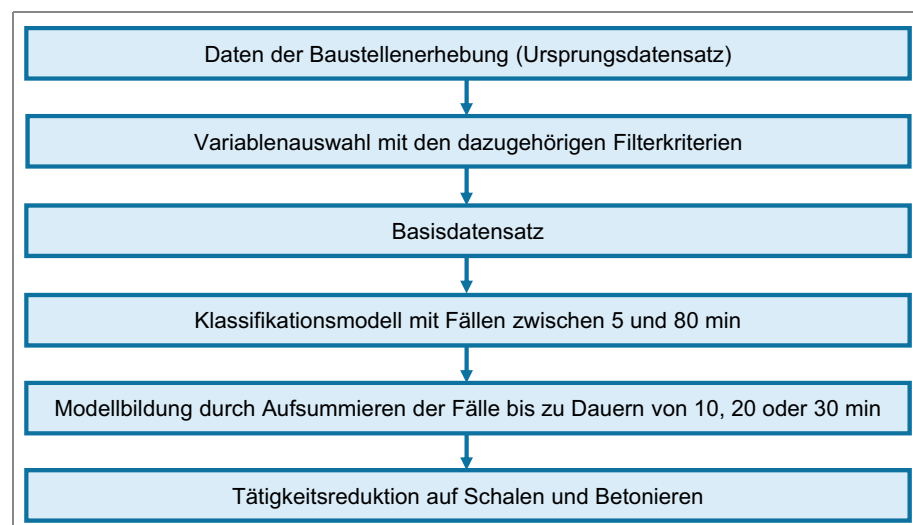 Daten der Baustellenerhebung (Ursprungsdatensatz)
Variablenauswahl mit den dazugehörigen Filterkriterien
Basisdatensatz
Klassifikationsmodell mit Fällen zwischen 5 und 80 min
Modellbildung durch Aufsummieren der Fälle bis zu Dauern von 10, 20 oder 30 min
Tätigkeitsreduktion auf Schalen und Betonieren